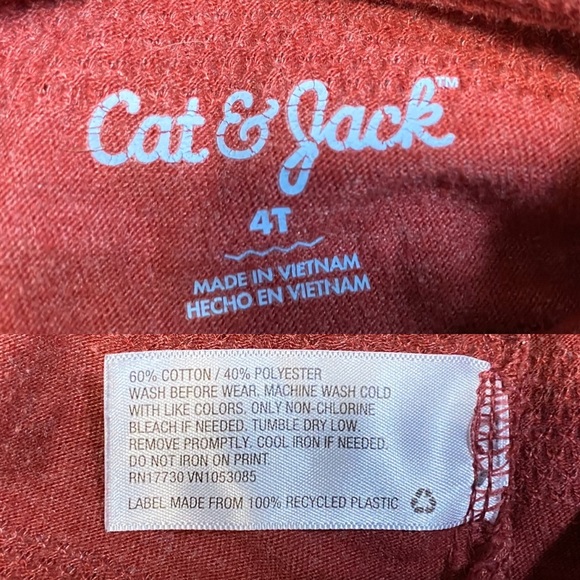 Cat & Jack™
4T
MADE IN VIETNAM
HECHO EN VIETNAM
60% COTTON / 40% POLYESTER
WASH BEFORE WEAR. MACHINE WASH COLD
WITH LIKE COLORS. ONLY NON-CHLORINE
BLEACH IF NEEDED. TUMBLE DRY LOW.
REMOVE PROMPTLY. COOL IRON IF NEEDED.
DO NOT IRON ON PRINT.
RN17730 VN1053085
LABEL MADE FROM 100% RECYCLED PLASTIC